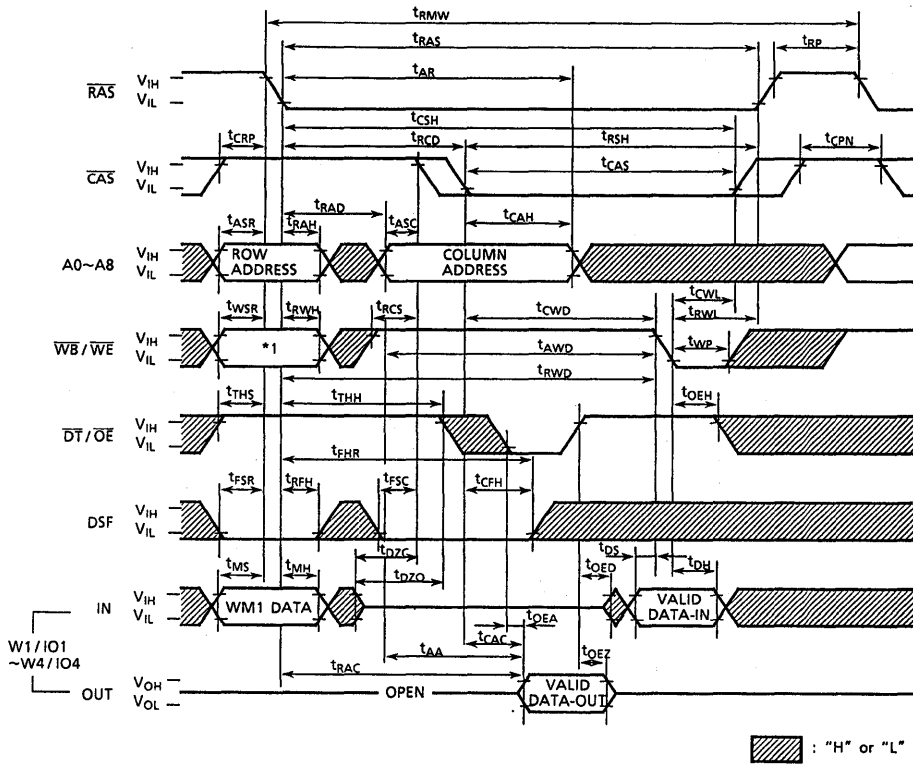 tRMW
tRAS
tRP
tAR
RAS
VIH
VIL
tCSH
tCRP
tRCD
tRSH
tCPN
CAS
VIH
VIL
tCAS
tRAD
tASR
tRAH
tASC
tCAH
A0~A8
VIH
VIL
ROW ADDRESS
COLUMN ADDRESS
tCWL
tWSR
tRWH
tRCS
tCWD
tRWL
WB/WE
VIH
VIL
*1
tAWD
tWP
tRWD
tTHS
tTHH
tOEH
DT/OE
VIH
VIL
tFHR
tFSR
tRFH
tFSC
tCFH
DSF
VIH
VIL
tDZC
tDS
tMS
tMH
tDZO
tOED
tDH
IN
VIH
VIL
WM1 DATA
VALID DATA-IN
tOEA
W1/IO1
~W4/IO4
tCAC
tAA
tOEZ
tRAC
OUT
VOH
VOL
OPEN
VALID DATA-OUT
: "H" or "L"